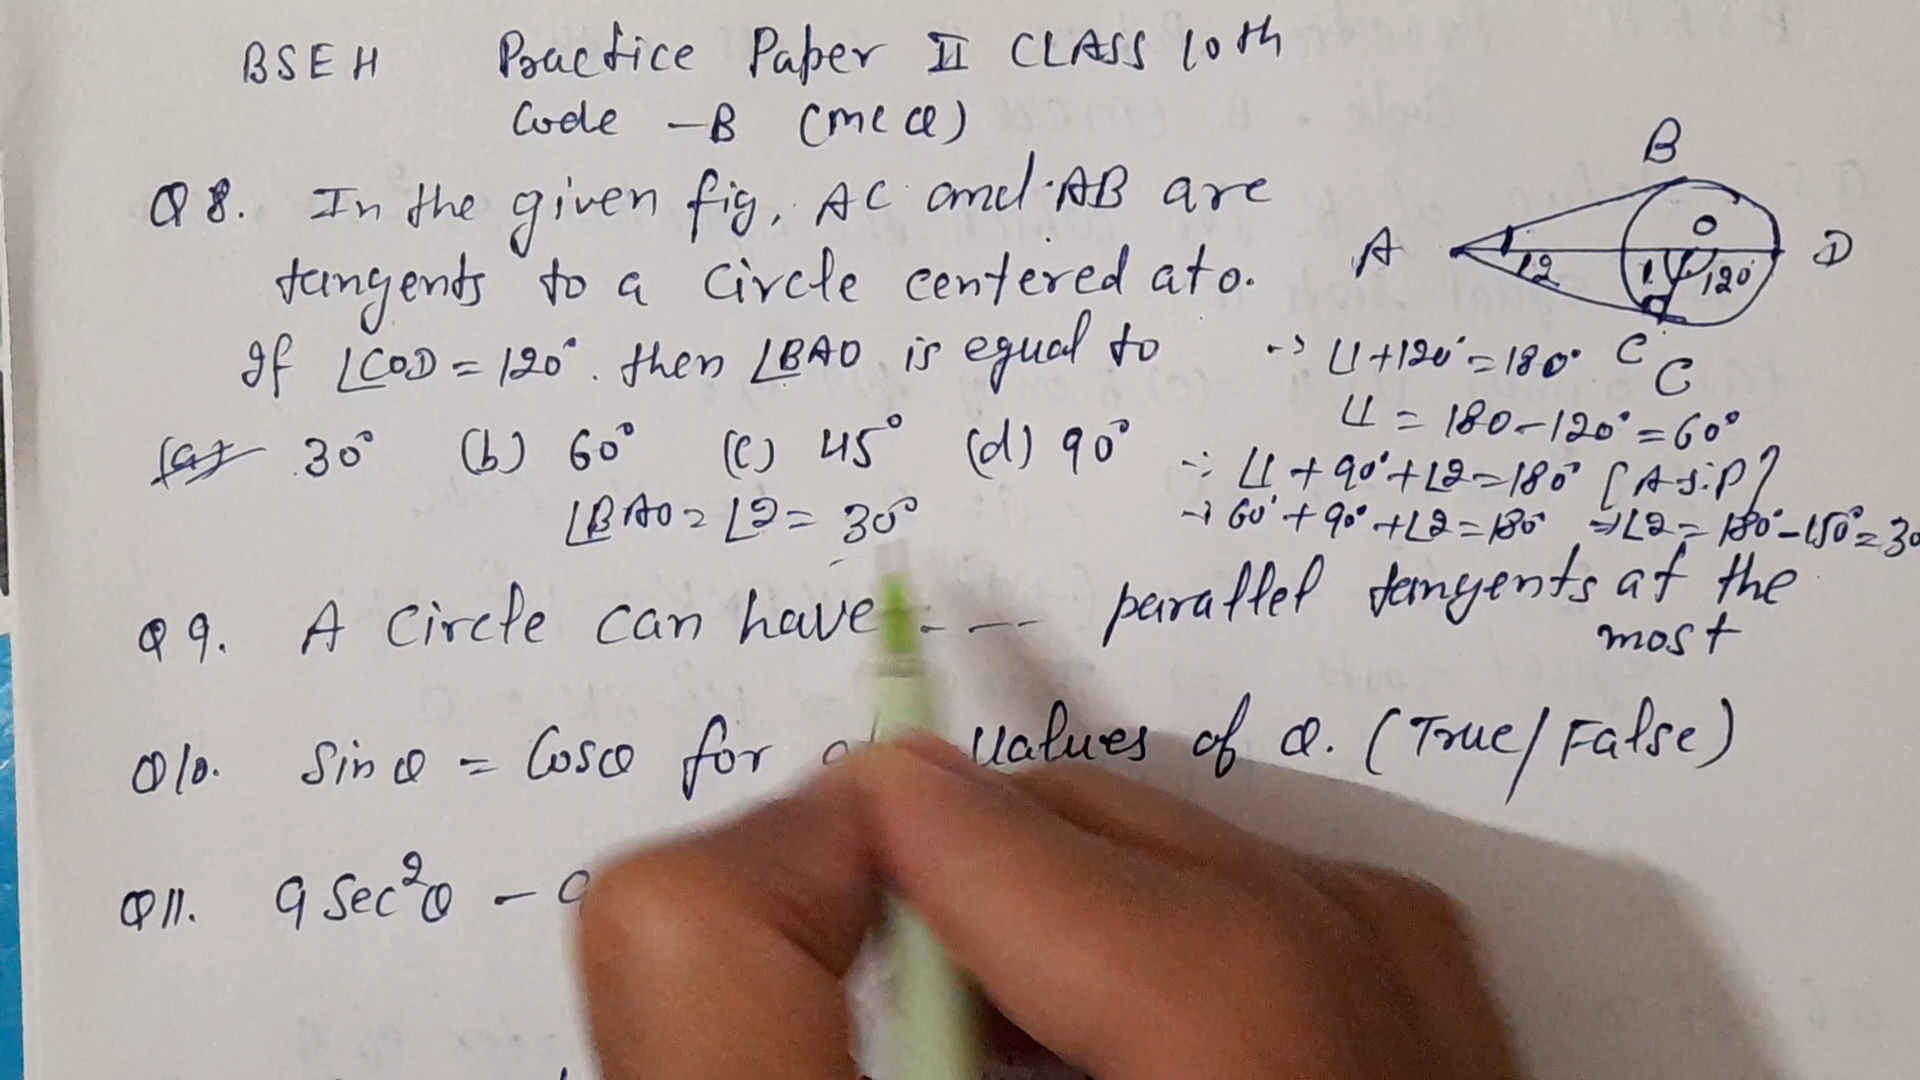 BSEH Practice Paper II CLASS 10th
Code - B (MCQ)
Q8. In the given fig, AC and AB are
tangents to a circle centered at O.
If ∠COD = 120°. then ∠BAO is equal to
(a) 30° (b) 60° (c) 45° (d) 90°
∠BAO = ∠2 = 30°
B
A
O
D
∠2
1
120°
C
C
∠1 + 120° = 180°
∠1 = 180 - 120° = 60°
∠1 + 90° + ∠2 = 180° [A.S.P]
→ 60° + 90° + ∠2 = 180° ⇒ ∠2 = 180° - 150° = 30
Q9. A circle can have ---- parallel tangents at the
most
Q10. Sin θ = Cos θ for values of θ. (True/False)
Q11. 9 Sec²θ -